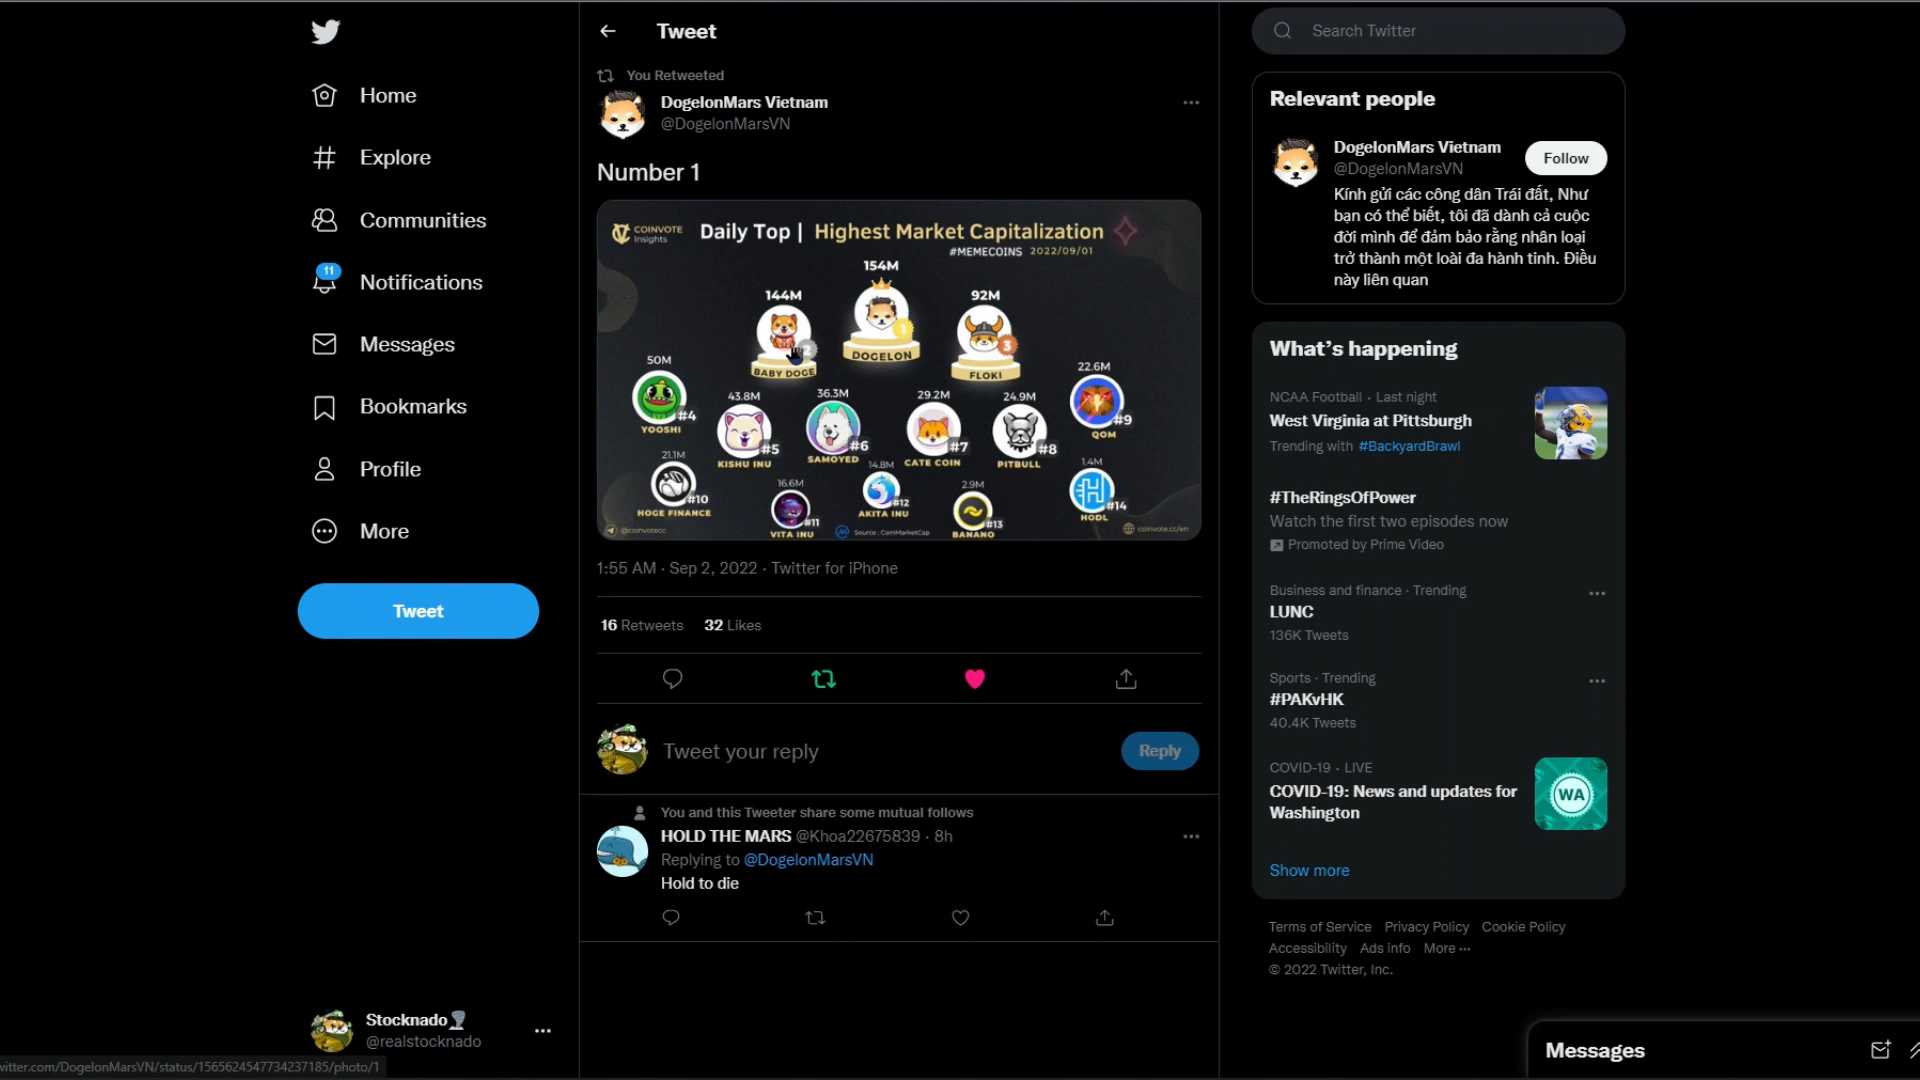 Home
Explore
Communities
11
Notifications
Messages
Bookmarks
Profile
More
Tweet
Stocknado
@realstocknado
witter.com/DogelonMarsVN/status/1565624547734237185/photo/1
Tweet
You Retweeted
DogelonMars Vietnam
@DogelonMarsVN
Number 1
COINVOTE
Insights
Daily Top | Highest Market Capitalization
#MEMECOINS 2022/09/01
154M
1
DOGELON
144M
2
BABY DOGE
92M
3
FLOKI
50M
#4
YOOSHI
43.8M
#5
KISHU INU
36.3M
#6
SAMOYED
29.2M
#7
CATE COIN
24.9M
#8
PITBULL
22.6M
#9
QOM
21.1M
#10
HOGE FINANCE
16.6M
#11
VITA INU
14.8M
#12
AKITA INU
2.9M
#13
BANANO
1.4M
#14
HODL
@coinvotecc
Source : CoinMarketCap
coinvote.cc/en
1:55 AM · Sep 2, 2022 · Twitter for iPhone
16 Retweets 32 Likes
Tweet your reply
Reply
You and this Tweeter share some mutual follows
HOLD THE MARS @Khoa22675839 · 8h
Replying to @DogelonMarsVN
Hold to die
Search Twitter
Relevant people
DogelonMars Vietnam
@DogelonMarsVN
Follow
Kính gửi các công dân Trái đất, Như
bạn có thể biết, tôi đã dành cả cuộc
đời mình để đảm bảo rằng nhân loại
trở thành một loài đa hành tinh. Điều
này liên quan
What's happening
NCAA Football · Last night
West Virginia at Pittsburgh
Trending with #BackyardBrawl
#TheRingsOfPower
Watch the first two episodes now
Promoted by Prime Video
Business and finance · Trending
LUNC
136K Tweets
Sports · Trending
#PAKvHK
40.4K Tweets
COVID-19 · LIVE
COVID-19: News and updates for
Washington
WA
Show more
Terms of Service Privacy Policy Cookie Policy
Accessibility Ads info More ···
© 2022 Twitter, Inc.
Messages